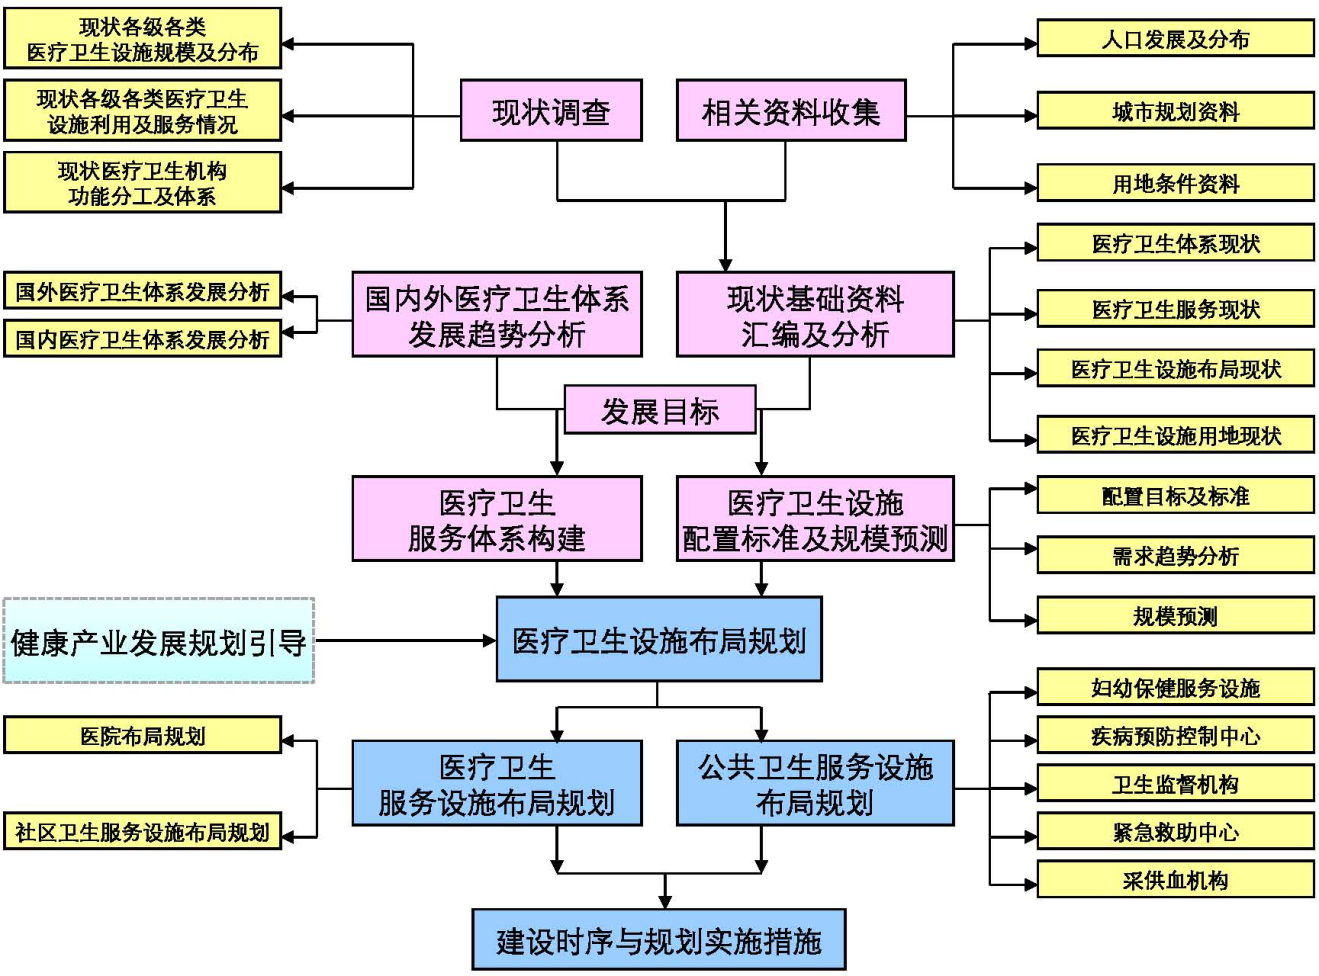 现状各级各类
医疗卫生设施规模及分布
现状各级各类医疗卫生
设施利用及服务情况
现状医疗卫生机构
功能分工及体系
现状调查
相关资料收集
人口发展及分布
城市规划资料
用地条件资料
国外医疗卫生体系发展分析
国内医疗卫生体系发展分析
国内外医疗卫生体系
发展趋势分析
现状基础资料
汇编及分析
医疗卫生体系现状
医疗卫生服务现状
医疗卫生设施布局现状
医疗卫生设施用地现状
发展目标
医疗卫生
服务体系构建
医疗卫生设施
配置标准及规模预测
配置目标及标准
需求趋势分析
规模预测
健康产业发展规划引导
医疗卫生设施布局规划
医院布局规划
社区卫生服务设施布局规划
医疗卫生
服务设施布局规划
公共卫生服务设施
布局规划
妇幼保健服务设施
疾病预防控制中心
卫生监督机构
紧急救助中心
采供血机构
建设时序与规划实施措施